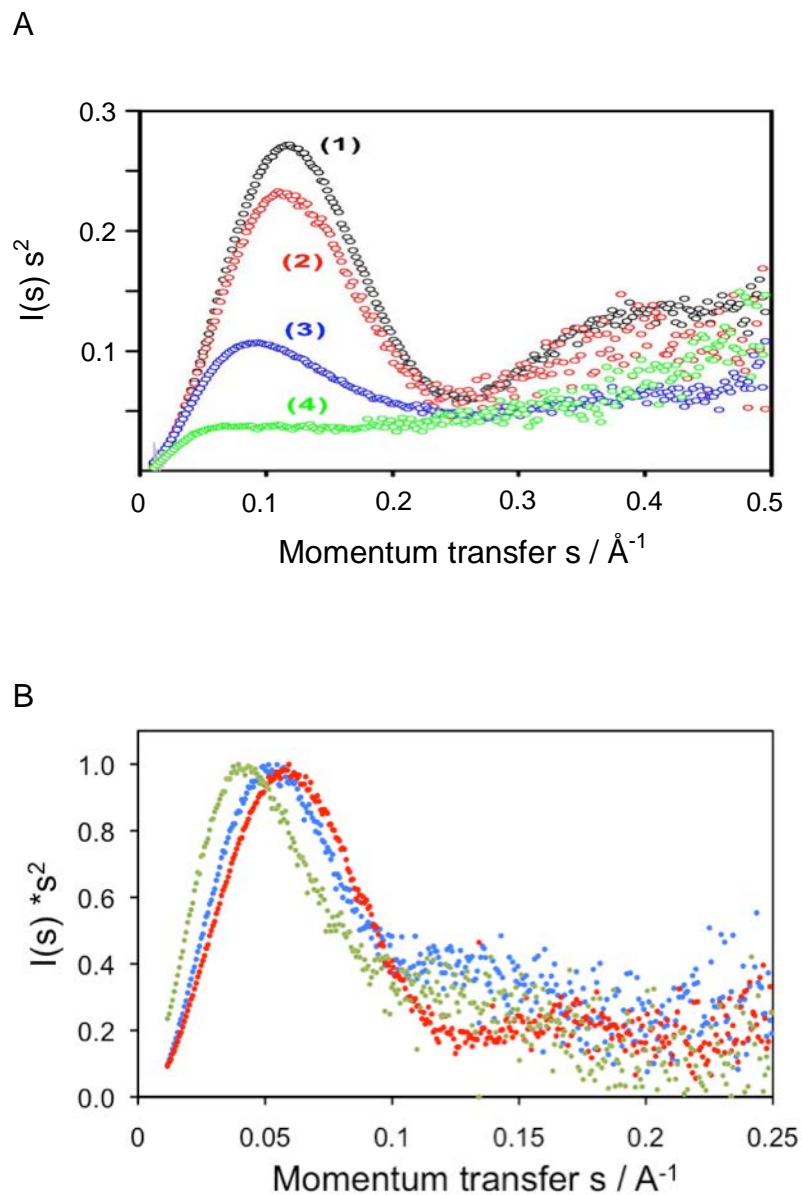 A
0.3
0.2
0.1
I(s) s²
(1)
(2)
(3)
(4)
0 0.1 0.2 0.3 0.4 0.5
Momentum transfer s / Å⁻¹
B
1.0
0.8
0.6
0.4
0.2
0.0
I(s) *s²
0 0.05 0.1 0.15 0.2 0.25
Momentum transfer s / A⁻¹